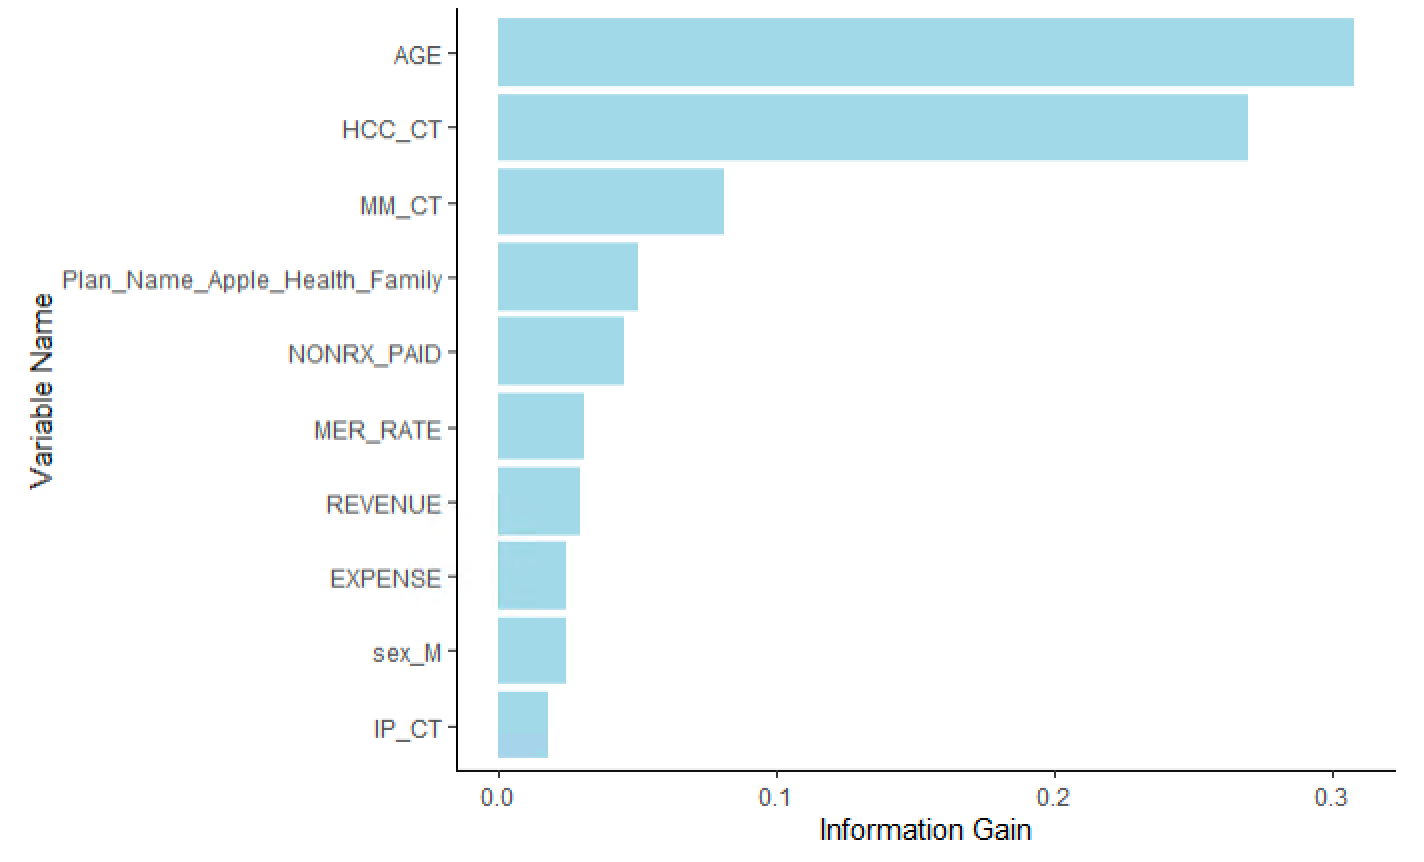 AGE
HCC_CT
MM_CT
Plan_Name_Apple_Health_Family
NONRX_PAID
MER_RATE
REVENUE
EXPENSE
sex_M
IP_CT
Variable Name
0.0 0.1 0.2 0.3
Information Gain